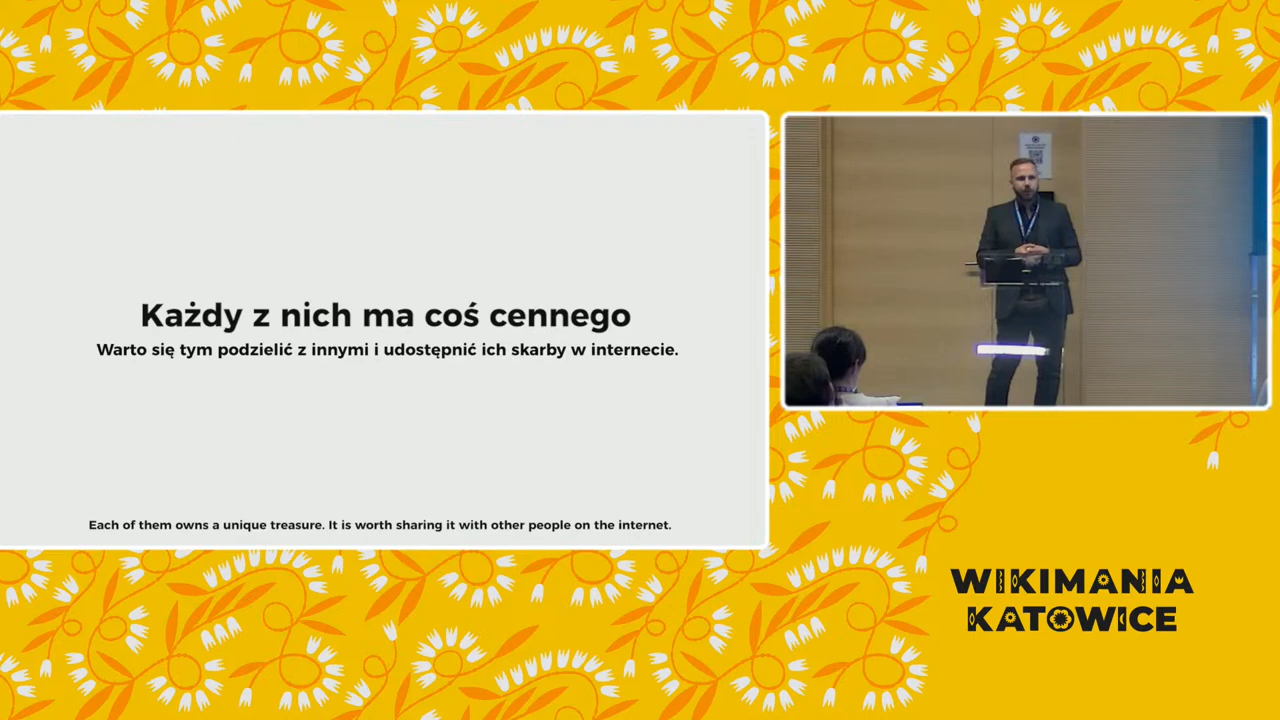 Każdy z nich ma coś cennego
Warto się tym podzielić z innymi i udostępnić ich skarby w internecie.
Each of them owns a unique treasure. It is worth sharing it with other people on the internet.
WIKIMANIA
KATOWICE